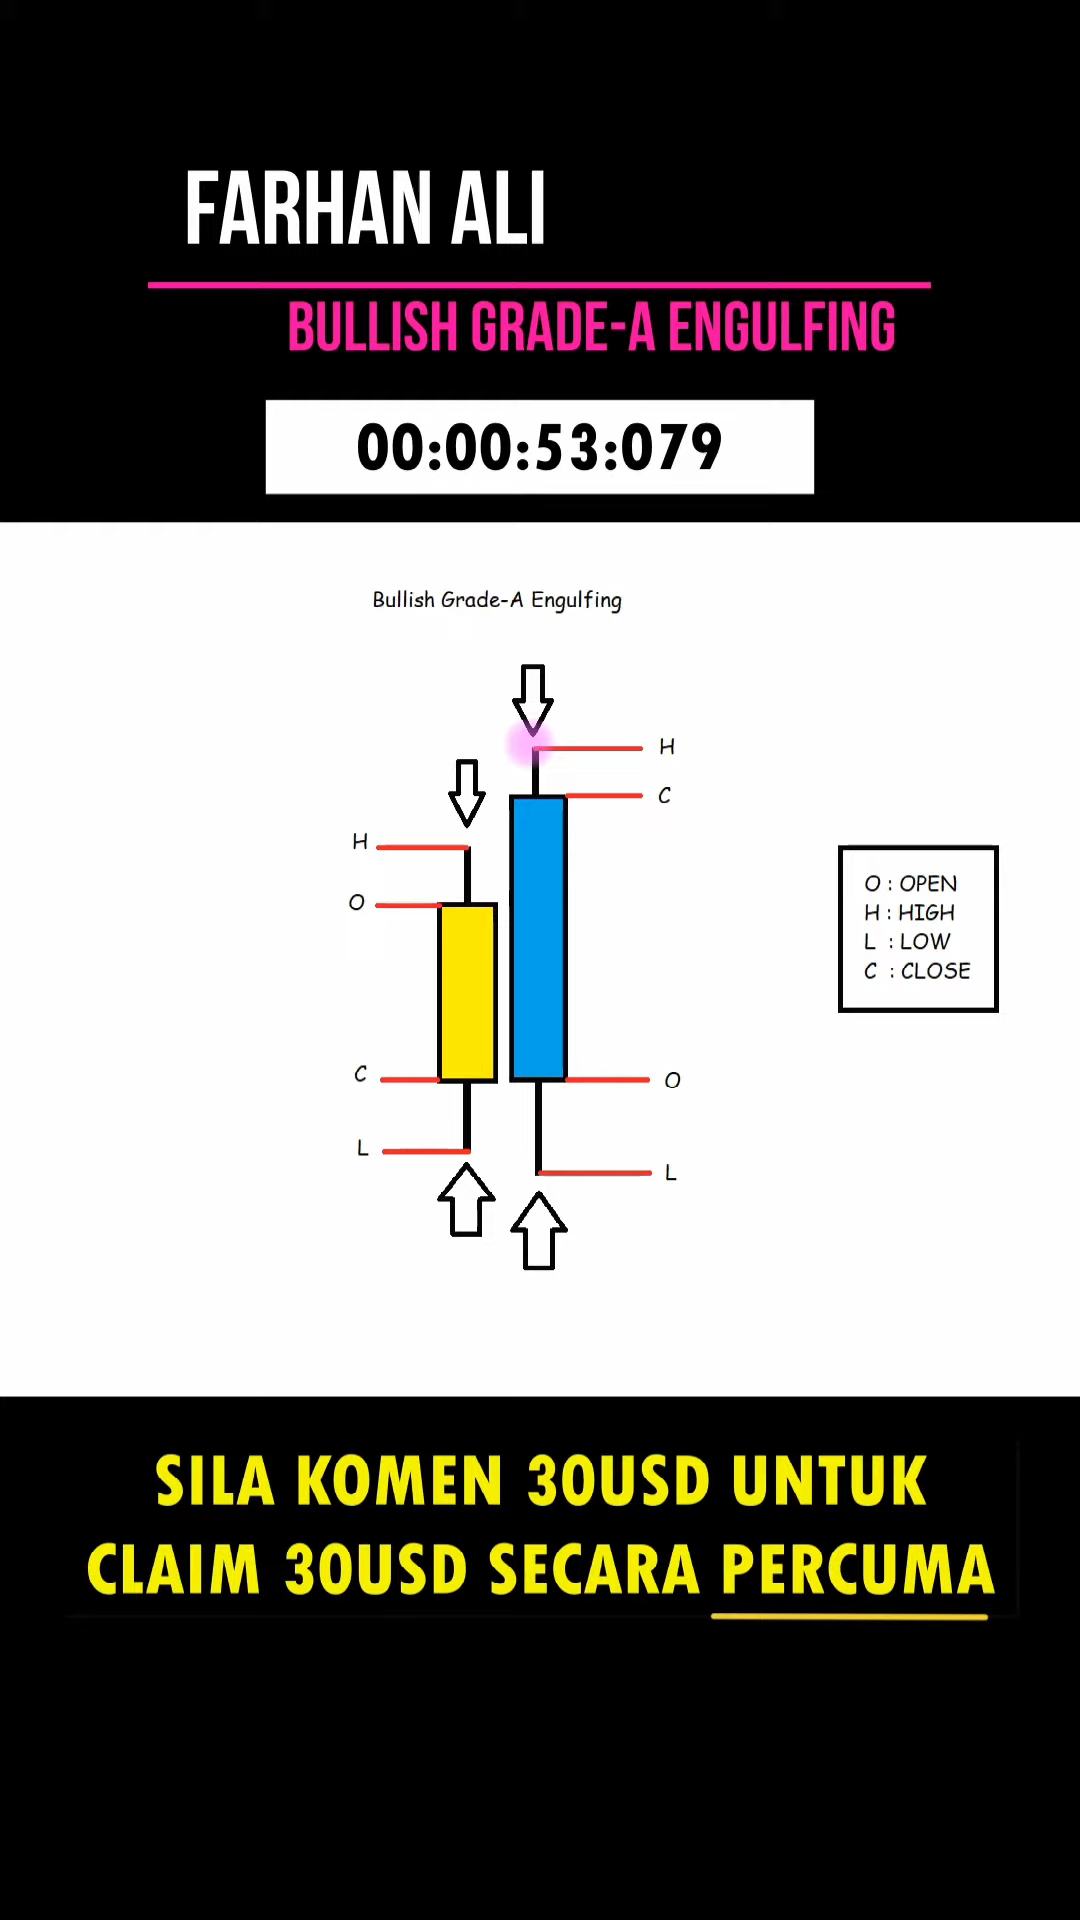 FARHAN ALI
BULLISH GRADE-A ENGULFING
00:00:53:079
Bullish Grade-A Engulfing
H
C
H
O
C
L
O
L
O : OPEN
H : HIGH
L : LOW
C : CLOSE
SILA KOMEN 30USD UNTUK
CLAIM 30USD SECARA PERCUMA